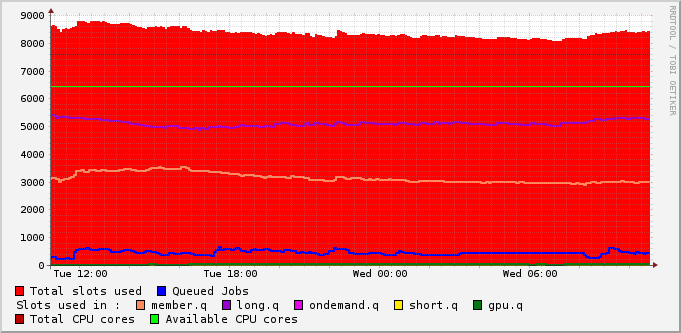 9000
8000
7000
6000
5000
4000
3000
2000
1000
0
Tue 12:00 Tue 18:00 Wed 00:00 Wed 06:00
Total slots used Queued Jobs
Slots used in : member.q long.q ondemand.q short.q gpu.q
Total CPU cores Available CPU cores
RRDTOOL / TOBI OETIKER